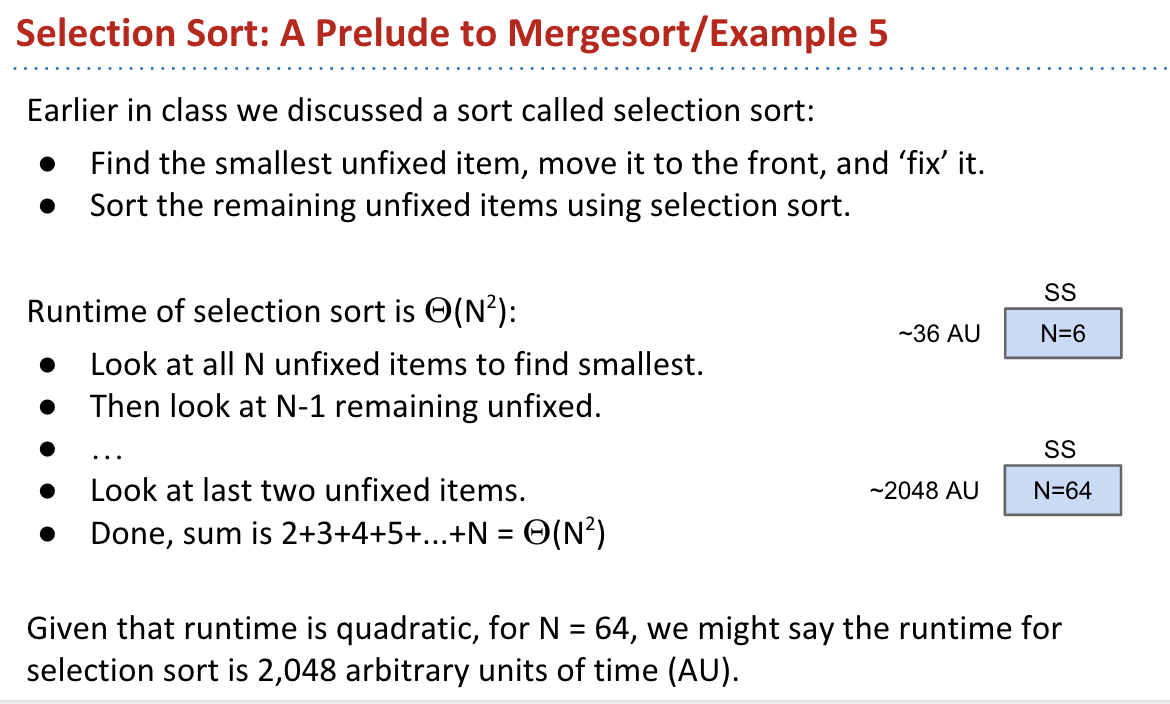 Selection Sort: A Prelude to Mergesort/Example 5
Earlier in class we discussed a sort called selection sort:
● Find the smallest unfixed item, move it to the front, and ‘fix’ it.
● Sort the remaining unfixed items using selection sort.
Runtime of selection sort is Θ(N²):
● Look at all N unfixed items to find smallest.
● Then look at N-1 remaining unfixed.
● …
● Look at last two unfixed items.
● Done, sum is 2+3+4+5+...+N = Θ(N²)
SS
~36 AU N=6
SS
~2048 AU N=64
Given that runtime is quadratic, for N = 64, we might say the runtime for
selection sort is 2,048 arbitrary units of time (AU).